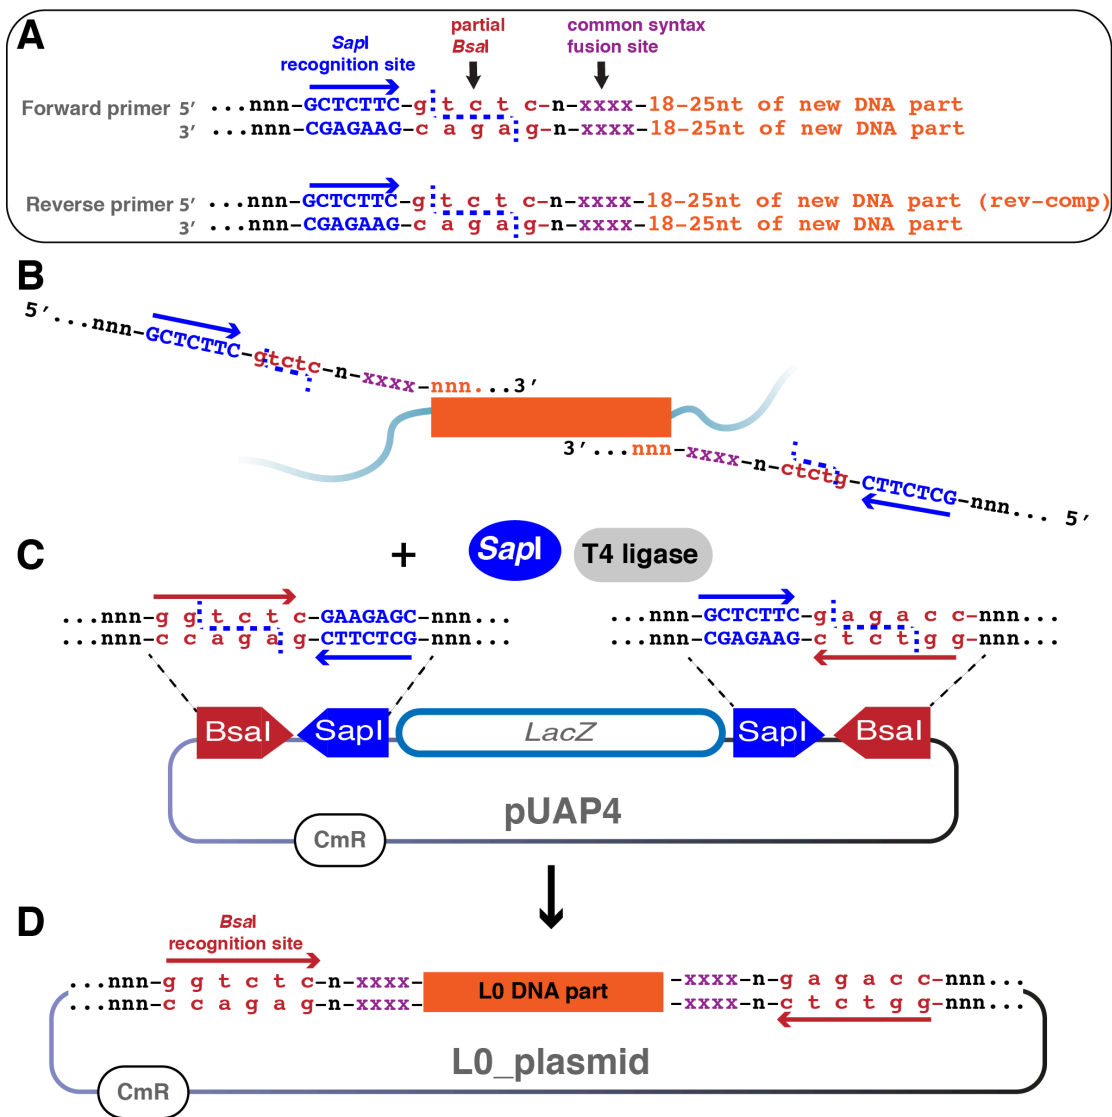 A
SapI
recognition site
partial
BsaI
common syntax
fusion site
Forward primer 5′ ...nnn-GCTCTTC-g t c t c-n-xxxx-18-25nt of new DNA part
3′ ...nnn-CGAGAAG-c a g a g-n-xxxx-18-25nt of new DNA part
Reverse primer 5′ ...nnn-GCTCTTC-g t c t c-n-xxxx-18-25nt of new DNA part (rev-comp)
3′ ...nnn-CGAGAAG-c a g a g-n-xxxx-18-25nt of new DNA part
B
5′...nnn-GCTCTTC-gtctc-n-xxxx-nnn...3′
3′...nnn-xxxx-n-ctctg-CTTCTCG-nnn... 5′
C
+ SapI T4 ligase
...nnn-g g t c t c-GAAGAGC-nnn...
...nnn-c c a g a g-CTTCTCG-nnn...
...nnn-GCTCTTC-g a g a c c-nnn...
...nnn-CGAGAAG-c t c t g g-nnn...
BsaI SapI LacZ SapI BsaI
pUAP4
CmR
D
BsaI
recognition site
...nnn-g g t c t c-n-xxxx- L0 DNA part -xxxx-n-g a g a c c-nnn...
...nnn-c c a g a g-n-xxxx- -xxxx-n-c t c t g g-nnn...
L0_plasmid
CmR